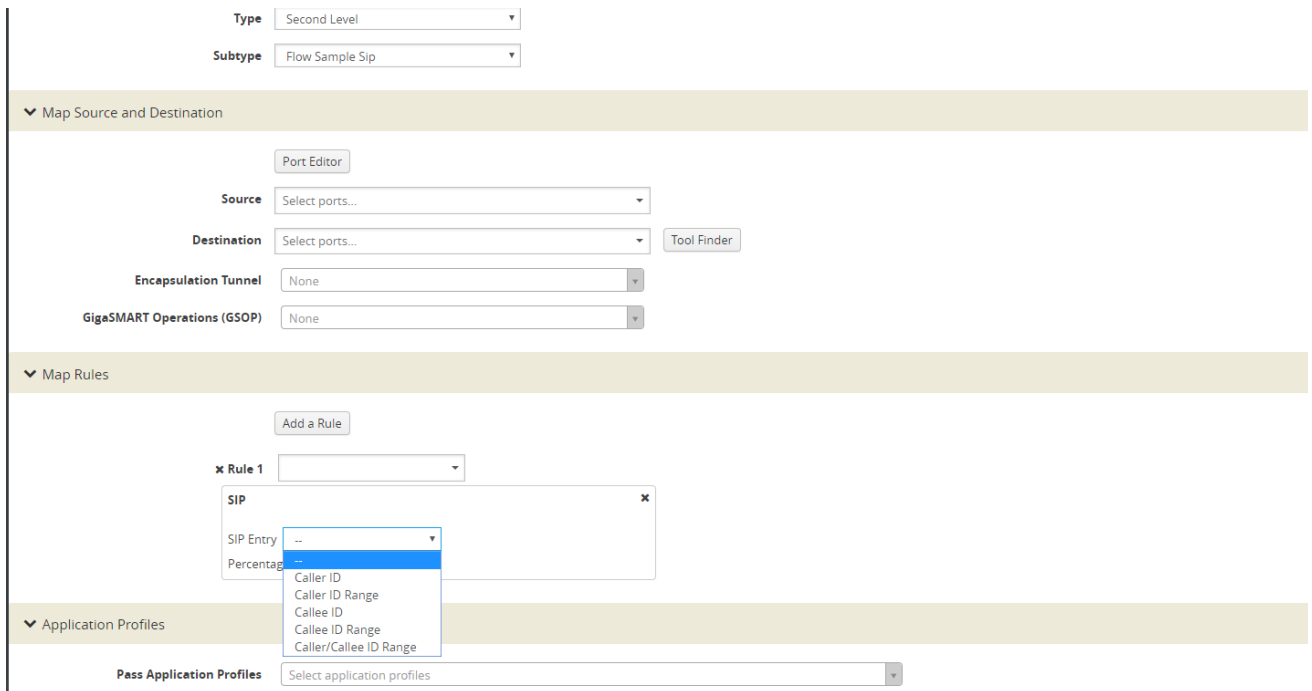 Type Second Level
Subtype Flow Sample Sip
Map Source and Destination
Port Editor
Source Select ports...
Destination Select ports... Tool Finder
Encapsulation Tunnel None
GigaSMART Operations (GSOP) None
Map Rules
Add a Rule
Rule 1
SIP
SIP Entry --
Percentag --
Caller ID
Caller ID Range
Callee ID
Callee ID Range
Caller/Callee ID Range
Application Profiles
Pass Application Profiles Select application profiles